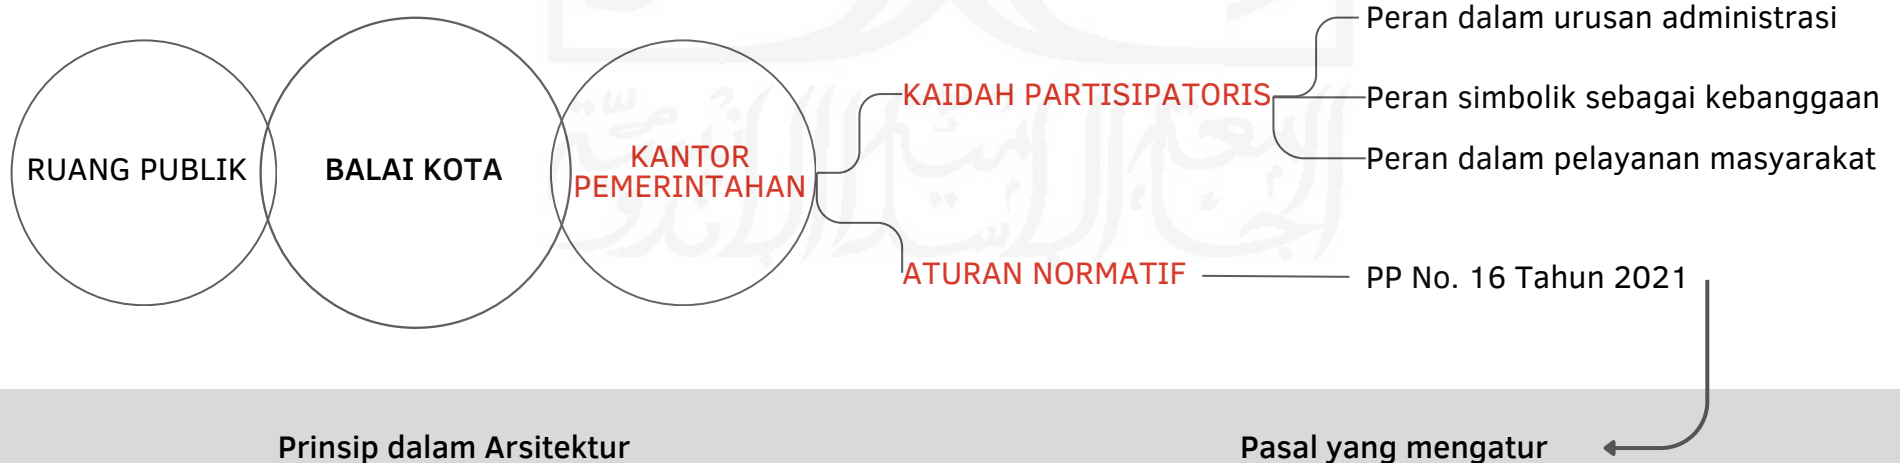 Peran dalam urusan administrasi
KAIDAH PARTISIPATORIS
Peran simbolik sebagai kebanggaan
RUANG PUBLIK
BALAI KOTA
KANTOR
PEMERINTAHAN
Peran dalam pelayanan masyarakat
ATURAN NORMATIF
PP No. 16 Tahun 2021
Prinsip dalam Arsitektur
Pasal yang mengatur